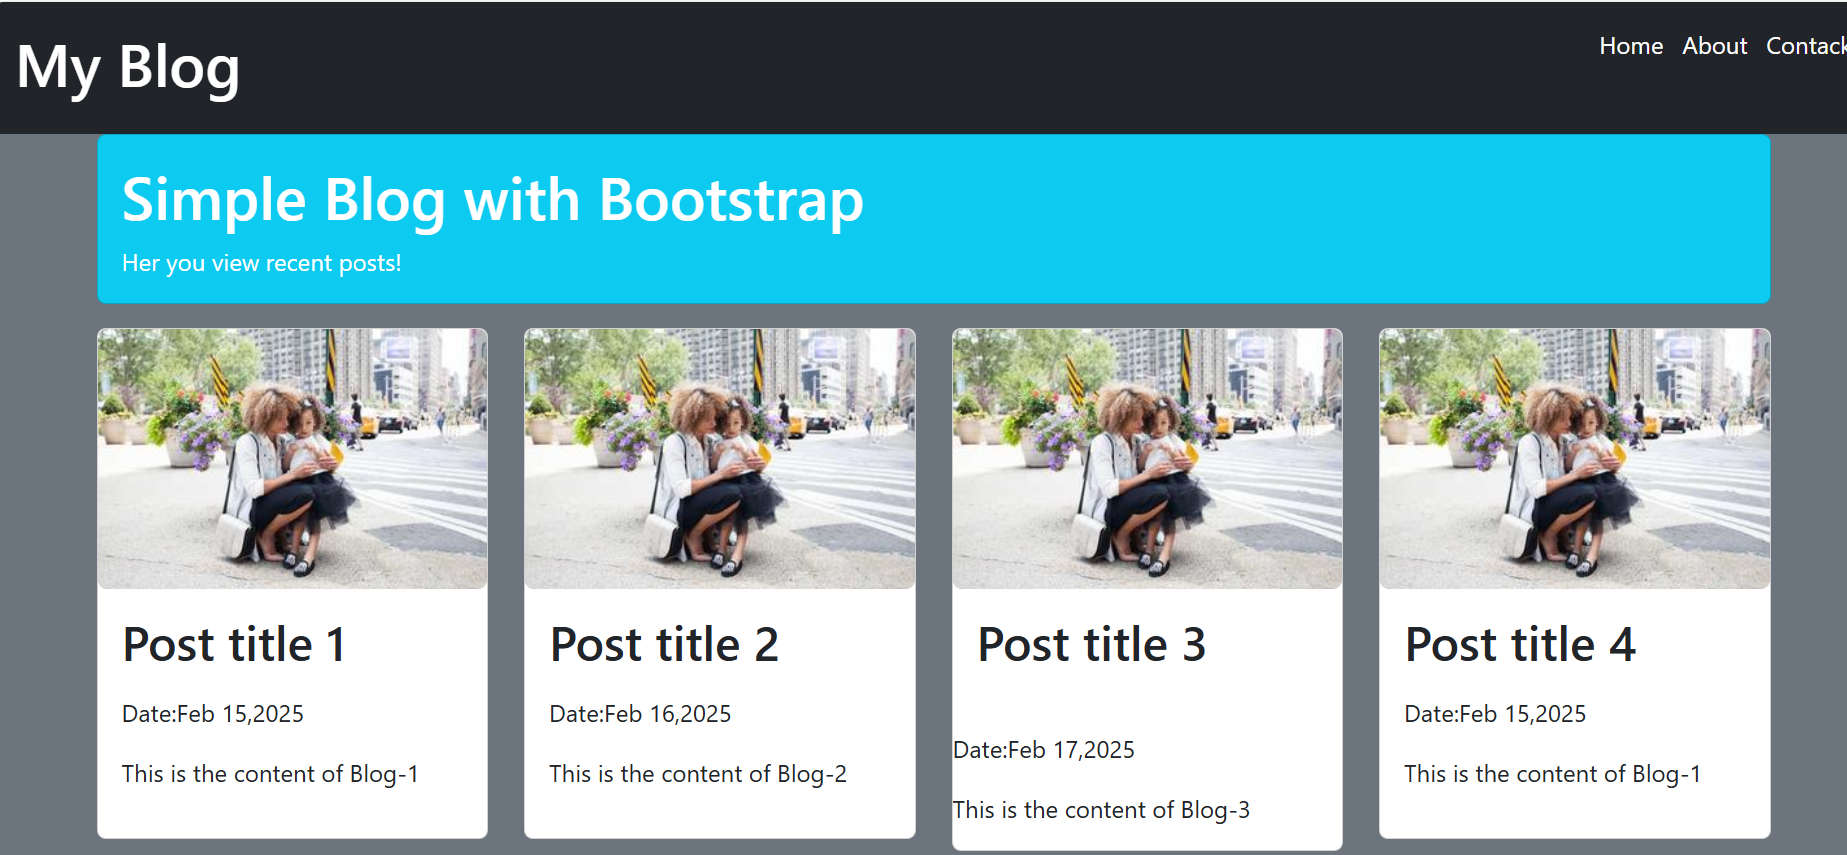 My Blog
Home About Contack
Simple Blog with Bootstrap
Her you view recent posts!
Post title 1
Date:Feb 15,2025
This is the content of Blog-1
Post title 2
Date:Feb 16,2025
This is the content of Blog-2
Post title 3
Date:Feb 17,2025
This is the content of Blog-3
Post title 4
Date:Feb 15,2025
This is the content of Blog-1